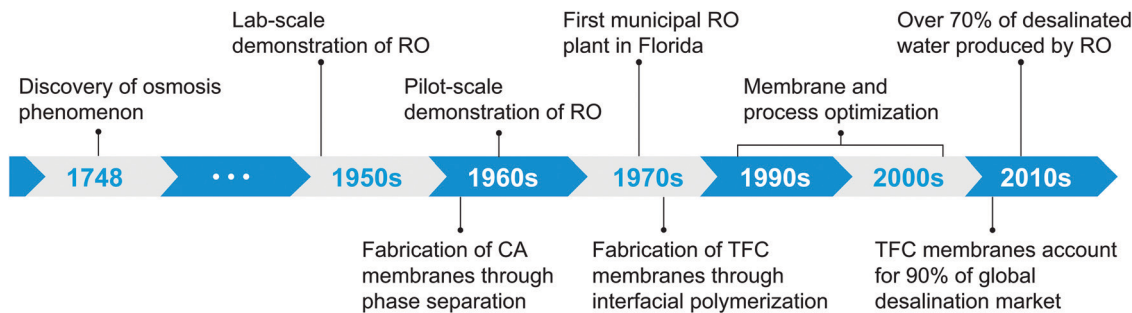 Lab-scale
demonstration of RO
First municipal RO
plant in Florida
Over 70% of desalinated
water produced by RO
Discovery of osmosis
phenomenon
Pilot-scale
demonstration of RO
Membrane and
process optimization
1748
...
1950s
1960s
1970s
1990s
2000s
2010s
Fabrication of CA
membranes through
phase separation
Fabrication of TFC
membranes through
interfacial polymerization
TFC membranes account
for 90% of global
desalination market